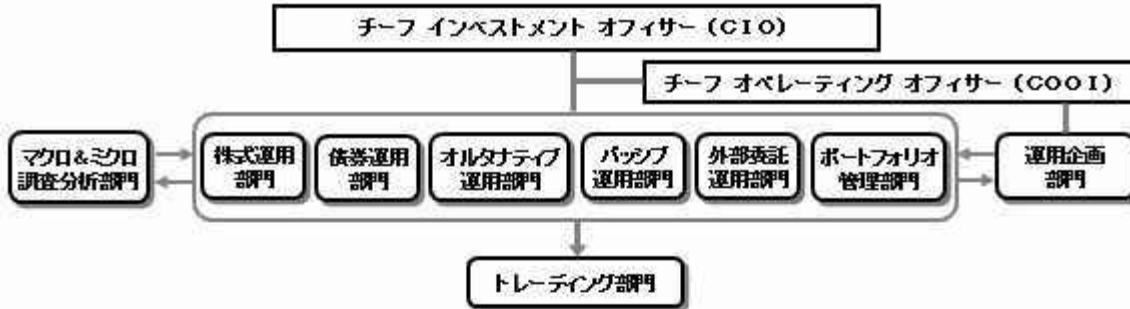 チーフ インベストメント オフィサー (CIO)
チーフ オペレーティング オフィサー (COOI)
マクロ&ミクロ
調査分析部門
株式運用
部門
債券運用
部門
オルタナティブ
運用部門
パッシブ
運用部門
外部委託
運用部門
ポートフォリオ
管理部門
運用企画
部門
トレーディング部門